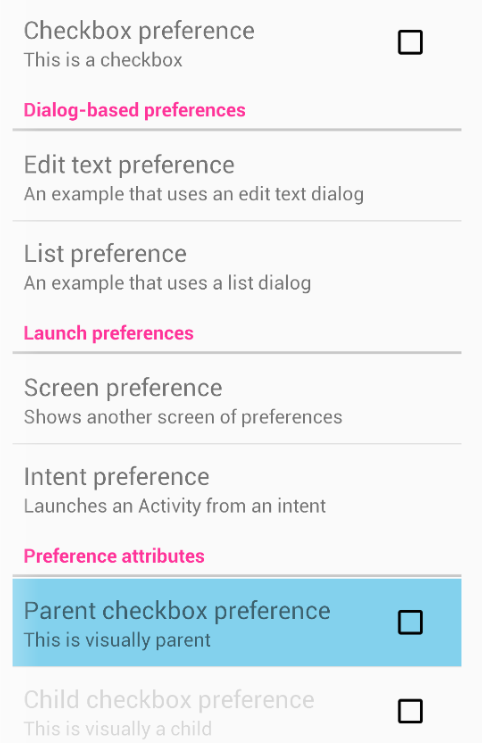 Checkbox preference
This is a checkbox
Dialog-based preferences
Edit text preference
An example that uses an edit text dialog
List preference
An example that uses a list dialog
Launch preferences
Screen preference
Shows another screen of preferences
Intent preference
Launches an Activity from an intent
Preference attributes
Parent checkbox preference
This is visually parent
Child checkbox preference
This is visually a child